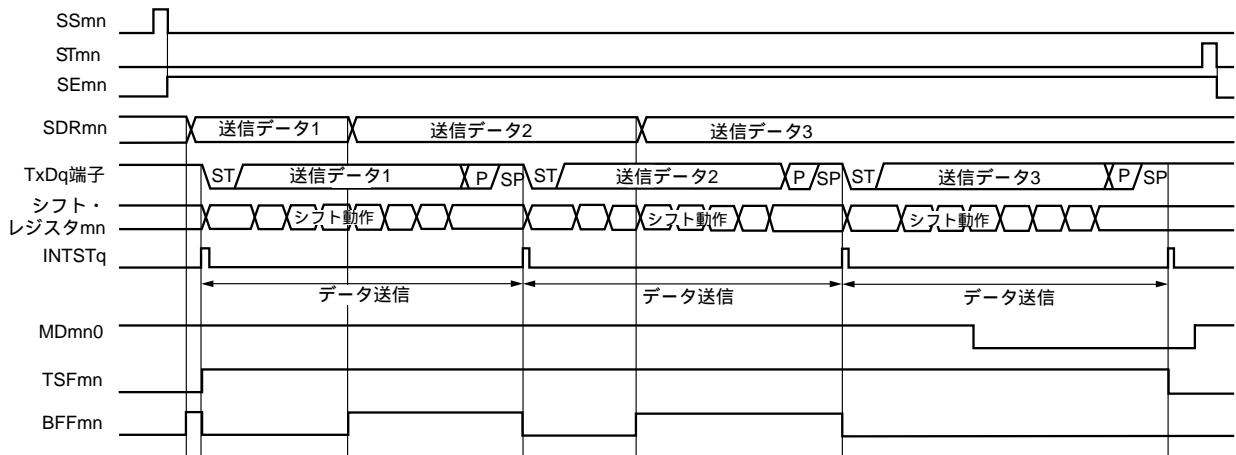 SSmn
STmn
SEmn
SDRmn 送信データ1 送信データ2 送信データ3
TxDq端子 ST 送信データ1 P SP ST 送信データ2 P SP ST 送信データ3 P SP
シフト・
レジスタmn シフト動作 シフト動作 シフト動作
INTSTq
データ送信 データ送信 データ送信
MDmn0
TSFmn
BFFmn